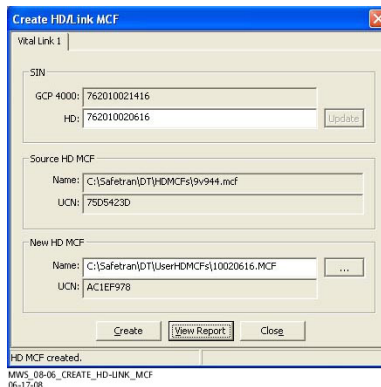 Create HD/Link MCF
Vital Link 1
SIN
GCP 4000: 762010021416
HD: 762010020616
Update
Source HD MCF
Name: C:\Safetran\DT\HDMCFs\9v944.mcf
UCN: 75D5423D
New HD MCF
Name: C:\Safetran\DT\UserHDMCFs\10020616.MCF
...
UCN: AC1EF978
Create View Report Close
HD MCF created.
MWS_08-06_CREATE_HD-LINK_MCF
06-17-08